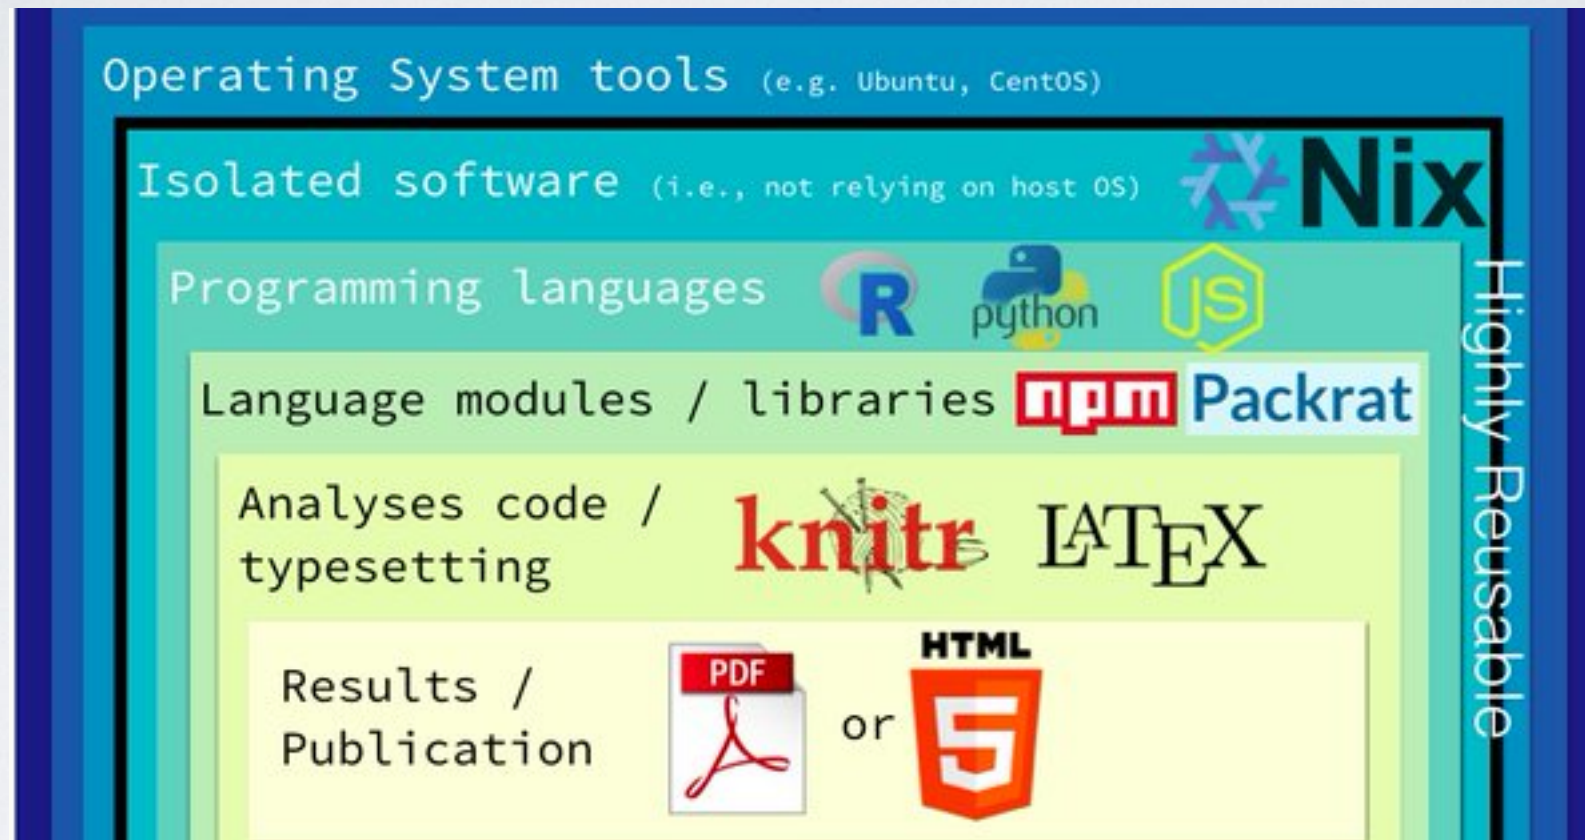 Operating System tools (e.g. Ubuntu, CentOS)
Isolated software (i.e., not relying on host OS) Nix
Programming languages R python JS
Language modules / libraries npm Packrat
Analyses code /
typesetting
knitr LATEX
Results /
Publication
PDF or HTML
5
Highly Reusable